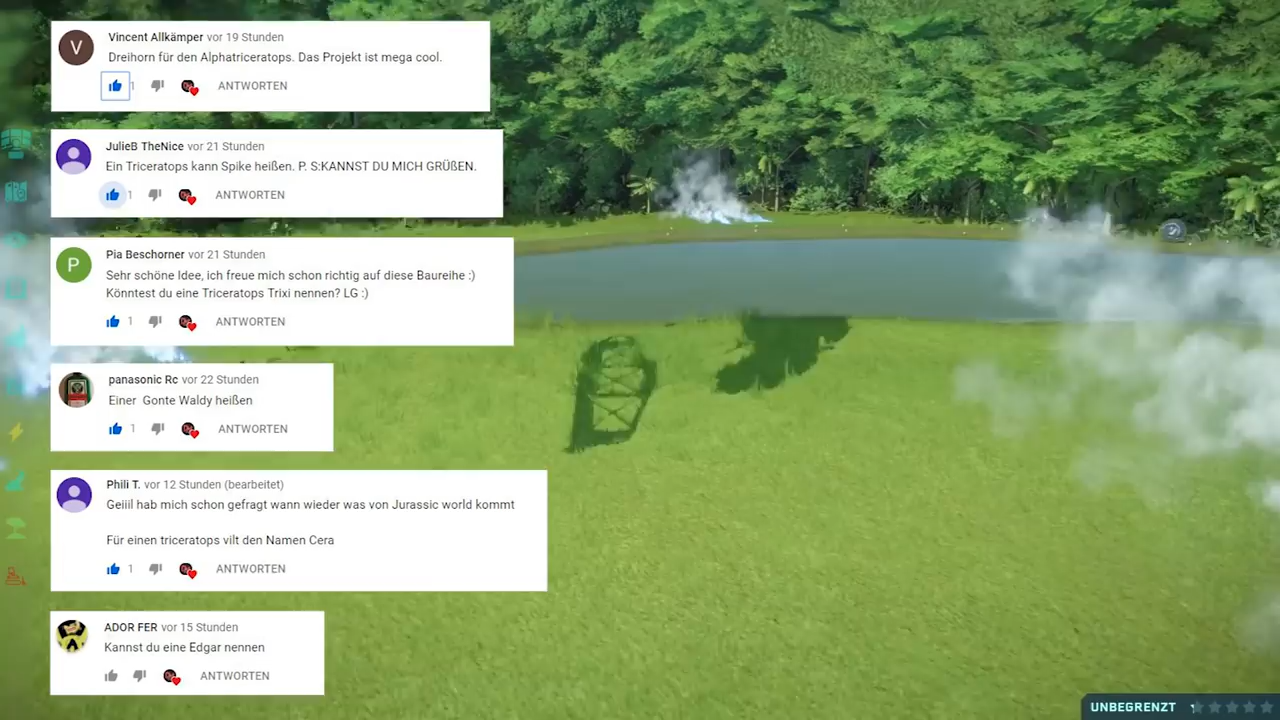 V
Vincent Allkämper vor 19 Stunden
Dreihorn für den Alphatriceratops. Das Projekt ist mega cool.
1 ANTWORTEN
JulieB TheNice vor 21 Stunden
Ein Triceratops kann Spike heißen. P. S:KANNST DU MICH GRÜßEN.
1 ANTWORTEN
P
Pia Beschorner vor 21 Stunden
Sehr schöne Idee, ich freue mich schon richtig auf diese Baureihe :)
Könntest du eine Triceratops Trixi nennen? LG :)
1 ANTWORTEN
panasonic Rc vor 22 Stunden
Einer  Gonte Waldy heißen
1 ANTWORTEN
Phili T. vor 12 Stunden (bearbeitet)
Geiiil hab mich schon gefragt wann wieder was von Jurassic world kommt
Für einen triceratops vilt den Namen Cera
1 ANTWORTEN
ADOR FER vor 15 Stunden
Kannst du eine Edgar nennen
ANTWORTEN
UNBEGRENZT